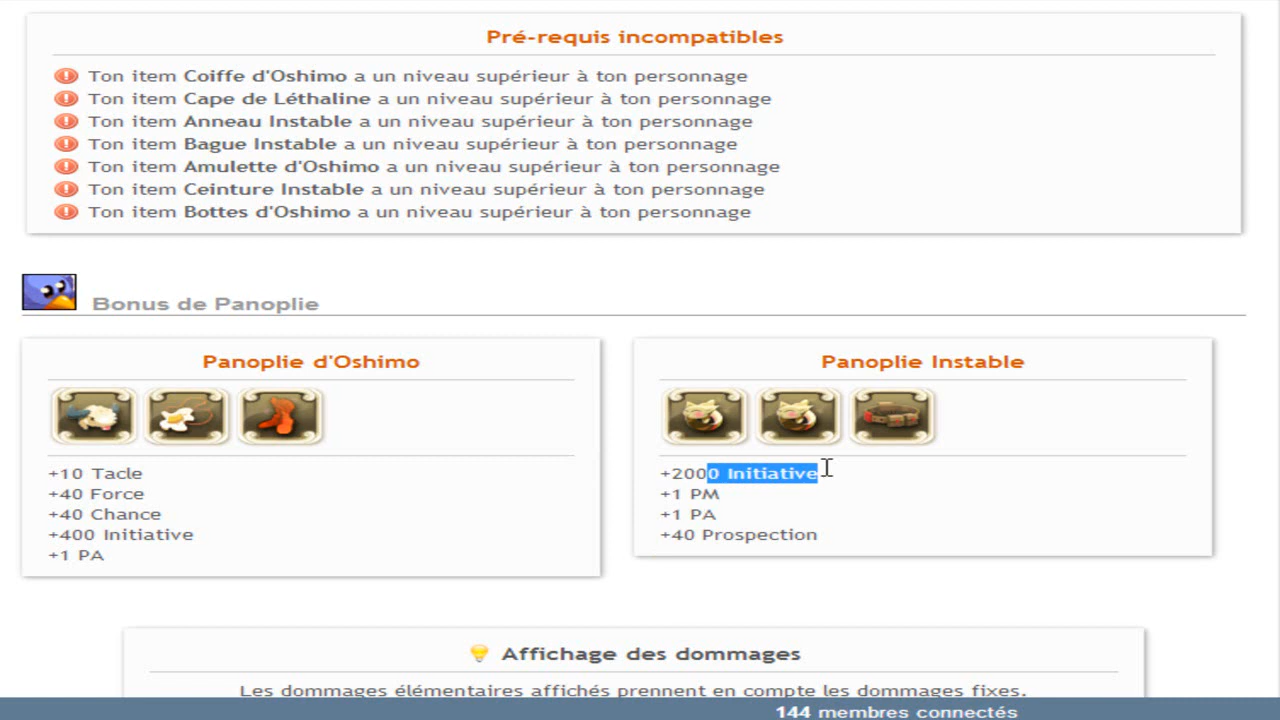 Pré-requis incompatibles
Ton item Coiffe d'Oshimo a un niveau supérieur à ton personnage
Ton item Cape de Léthaline a un niveau supérieur à ton personnage
Ton item Anneau Instable a un niveau supérieur à ton personnage
Ton item Bague Instable a un niveau supérieur à ton personnage
Ton item Amulette d'Oshimo a un niveau supérieur à ton personnage
Ton item Ceinture Instable a un niveau supérieur à ton personnage
Ton item Bottes d'Oshimo a un niveau supérieur à ton personnage
Bonus de Panoplie
Panoplie d'Oshimo
+10 Tacle
+40 Force
+40 Chance
+400 Initiative
+1 PA
Panoplie Instable
+2000 Initiative
+1 PM
+1 PA
+40 Prospection
Affichage des dommages
Les dommages élémentaires affichés prennent en compte les dommages fixes.
144 membres connectés